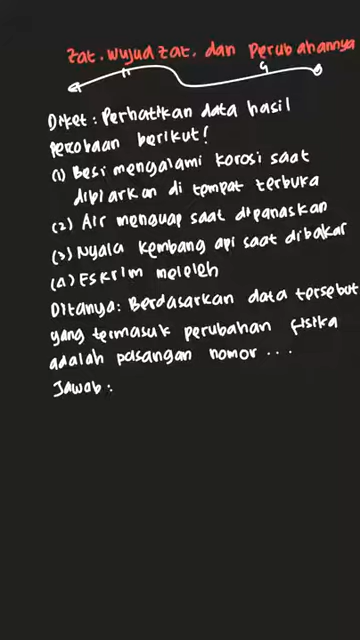 Zat, Wujud Zat, dan Perubahannya
Diket : Perhatikan data hasil
percobaan berikut!
(1) Besi mengalami korosi saat
dibiarkan di tempat terbuka
(2) Air menguap saat dipanaskan
(3) Nyala kembang api saat dibakar
(4) Eskrim meleleh
Ditanya : Berdasarkan data tersebut
yang termasuk perubahan fisika
adalah pasangan nomor ...
Jawab :